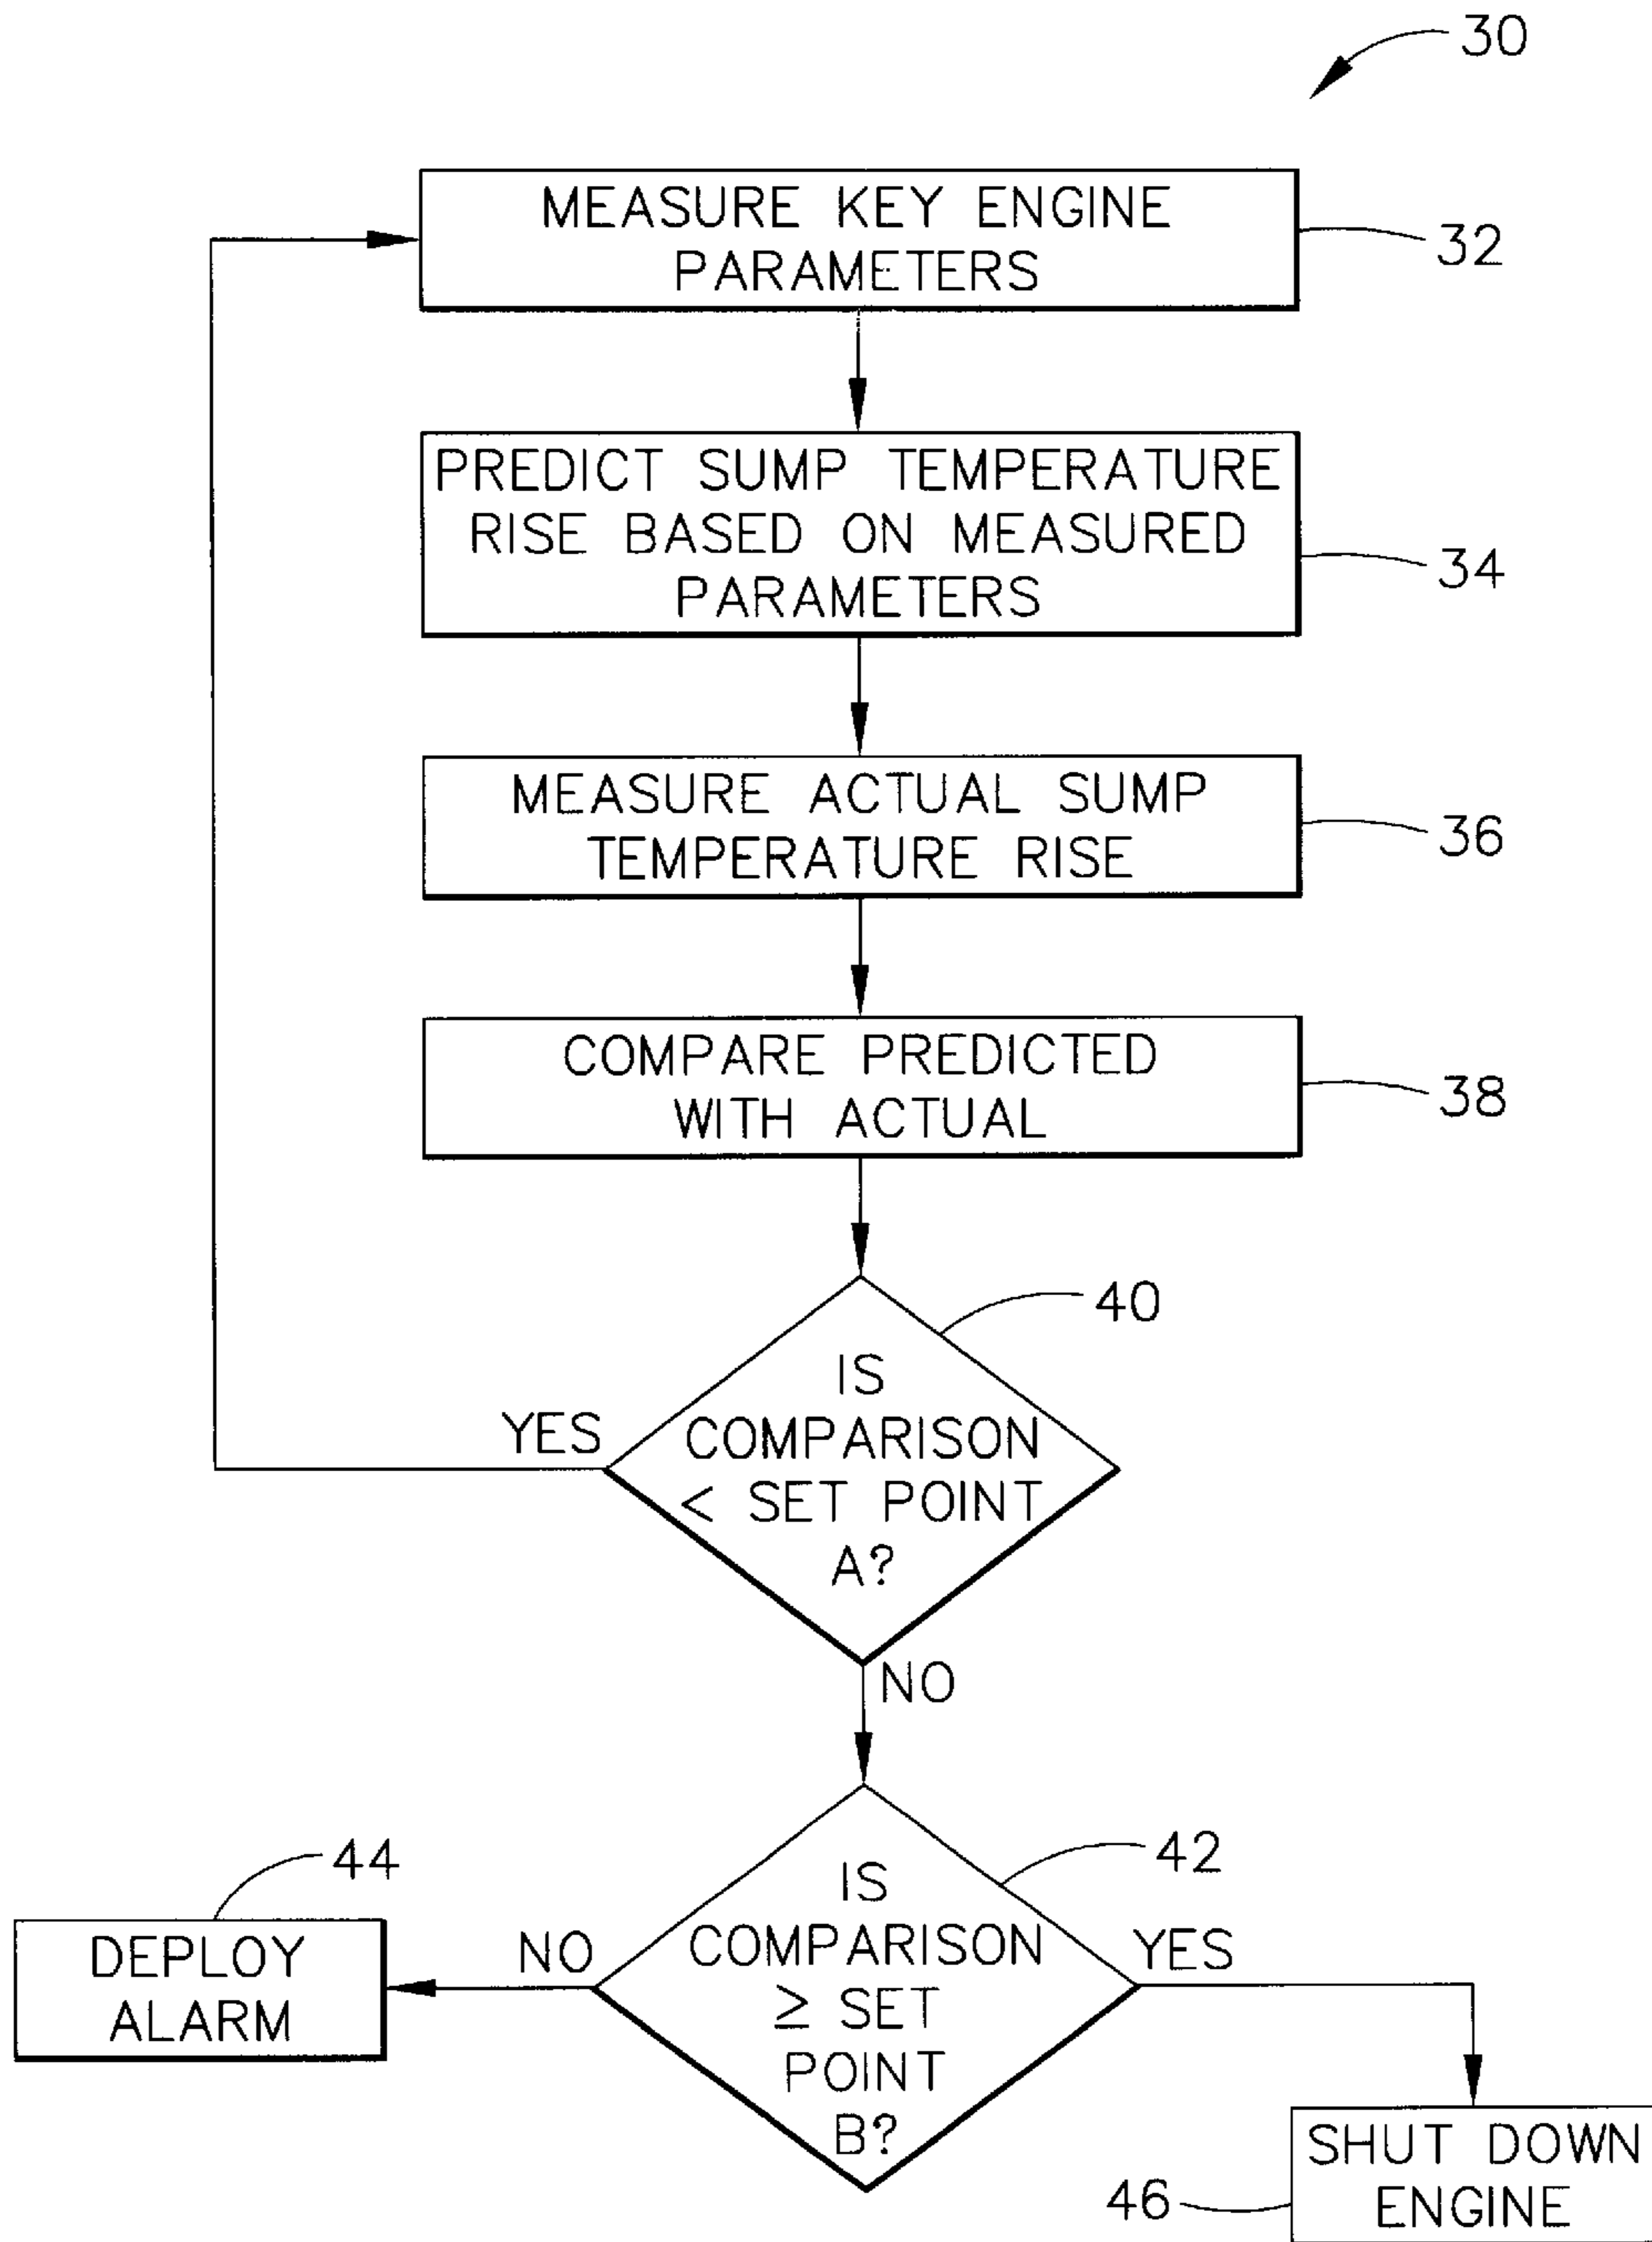 30
MEASURE KEY ENGINE
PARAMETERS
32
PREDICT SUMP TEMPERATURE
RISE BASED ON MEASURED
PARAMETERS
34
MEASURE ACTUAL SUMP
TEMPERATURE RISE
36
COMPARE PREDICTED
WITH ACTUAL
38
40
IS
COMPARISON
< SET POINT
A?
YES
NO
42
IS
COMPARISON
≥ SET
POINT
B?
NO
YES
44
DEPLOY
ALARM
SHUT DOWN
ENGINE
46